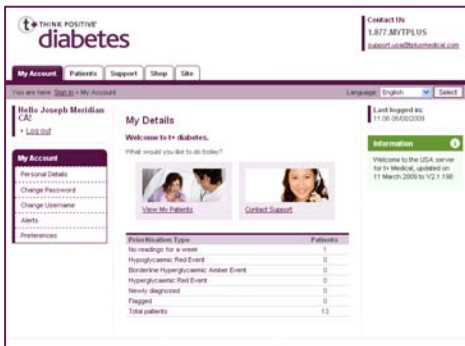 t+ THINK POSITIVE
diabetes
Contact Us
1.877.MYTPLUS
support.usa@tplusmedical.com
My Account Patients Support Shop Site
You are here: Sign In › My Account
Language: English Select
Hello Joseph Meridian
CA!
Log out
My Account
Personal Details
Change Password
Change Username
Alerts
Preferences
My Details
Welcome to t+ diabetes.
What would you like to do today?
View My Patients
Contact Support
Prioritisation Type Patients
No readings for a week 1
Hypoglycaemic Red Event 0
Borderline Hyperglycaemic Amber Event 0
Hyperglycaemic Red Event 0
Newly diagnosed 0
Flagged 0
Total patients 13
Last logged in:
Information i
Welcome to the USA server
for t+ Medical, updated on
11 March 2009 to V2.1.198